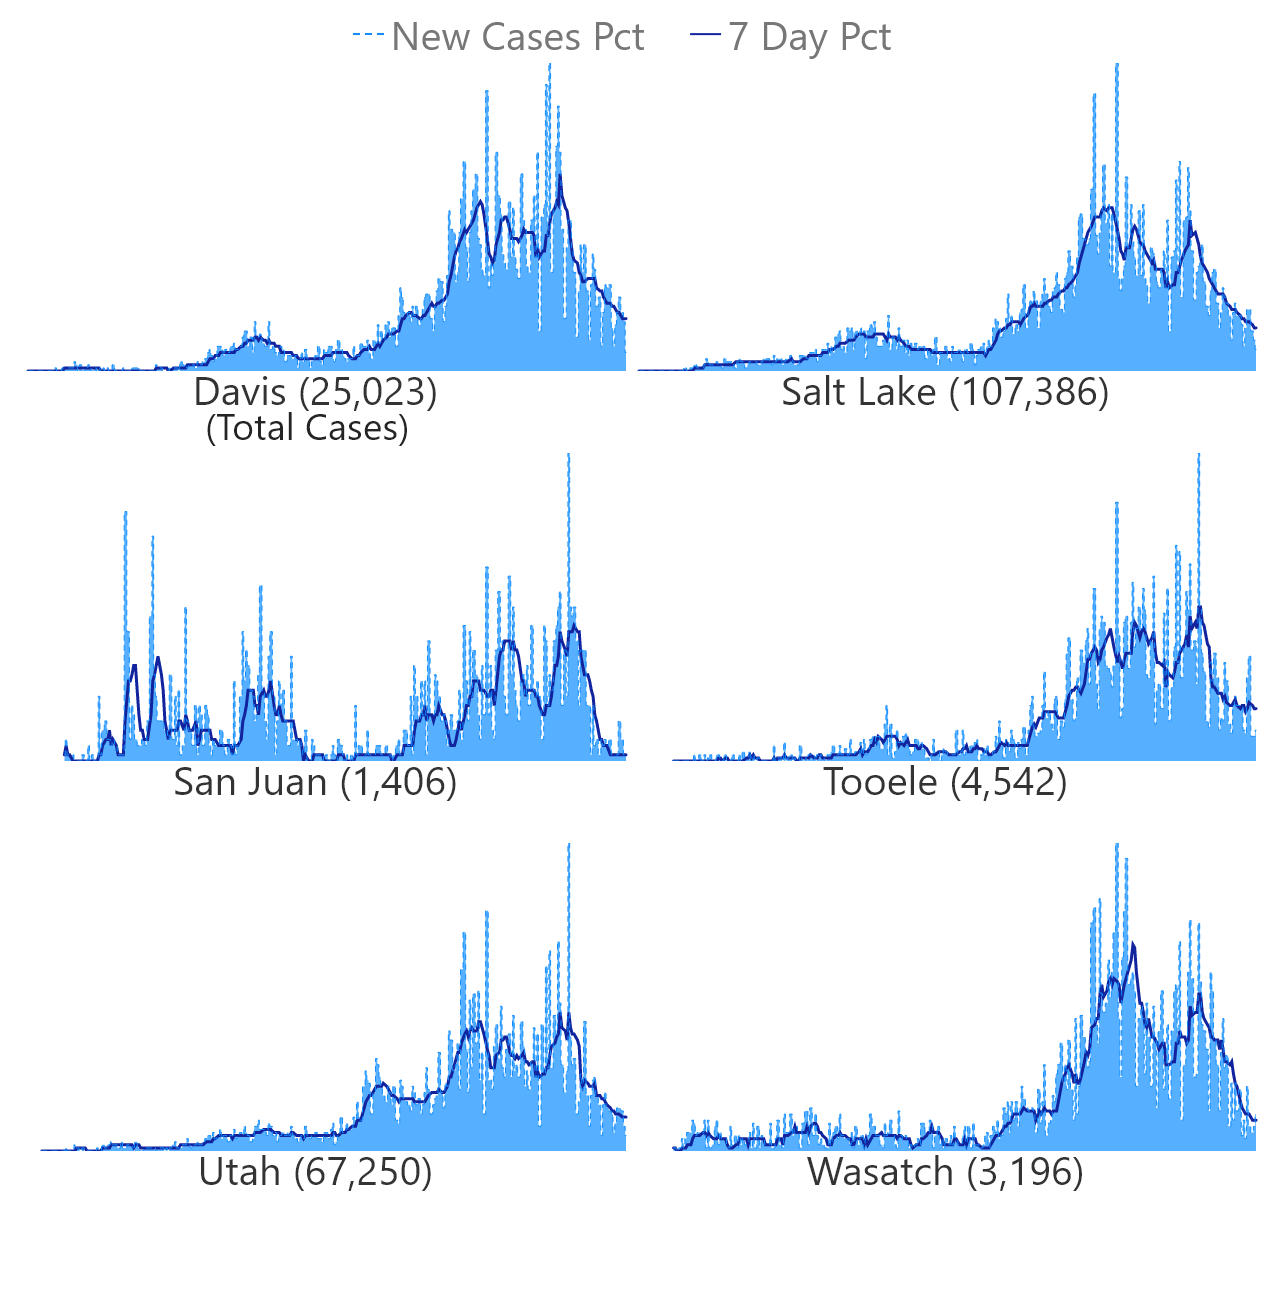 New Cases Pct 7 Day Pct
Davis (25,023)
(Total Cases)
Salt Lake (107,386)
San Juan (1,406)
Tooele (4,542)
Utah (67,250)
Wasatch (3,196)